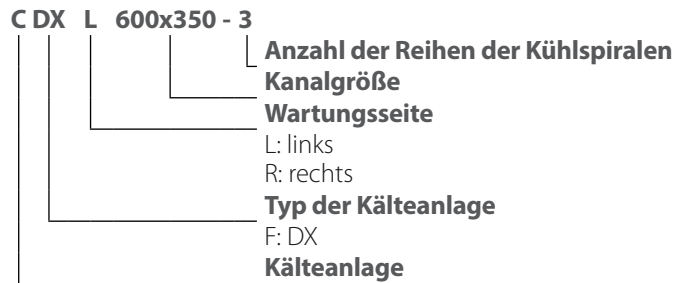 C DX L 600x350 - 3
Anzahl der Reihen der Kühlspiralen
Kanalgröße
Wartungsseite
L: links
R: rechts
Typ der Kälteanlage
F: DX
Kälteanlage